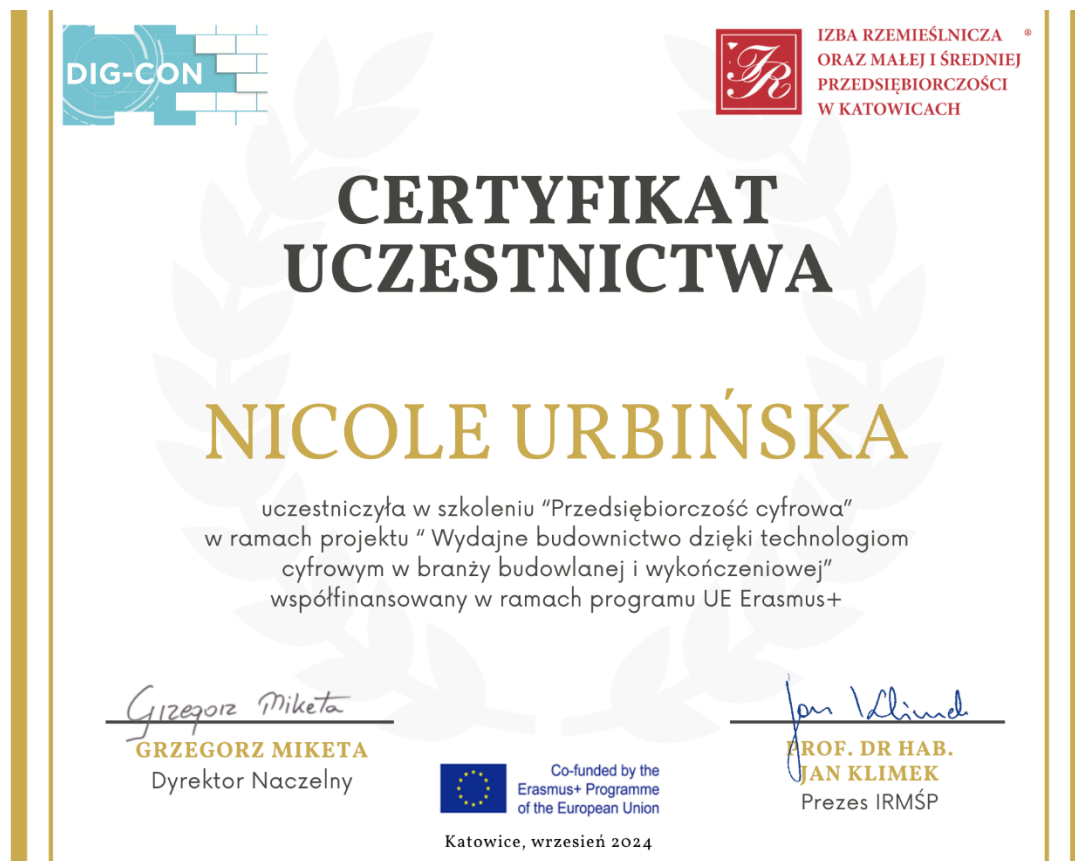 DIG-CON
IZBA RZEMIEŚLNICZA ®
ORAZ MAŁEJ I ŚREDNIEJ
PRZEDSIĘBIORCZOŚCI
W KATOWICACH
CERTYFIKAT
UCZESTNICTWA
NICOLE URBIŃSKA
uczestniczyła w szkoleniu “Przedsiębiorczość cyfrowa”
w ramach projektu “ Wydajne budownictwo dzięki technologiom
cyfrowym w branży budowlanej i wykończeniowej”
współfinansowany w ramach programu UE Erasmus+
Grzegorz Miketa
GRZEGORZ MIKETA
Dyrektor Naczelny
Jan Klimek
PROF. DR HAB.
JAN KLIMEK
Prezes IRMŚP
Co-funded by the
Erasmus+ Programme
of the European Union
Katowice, wrzesień 2024